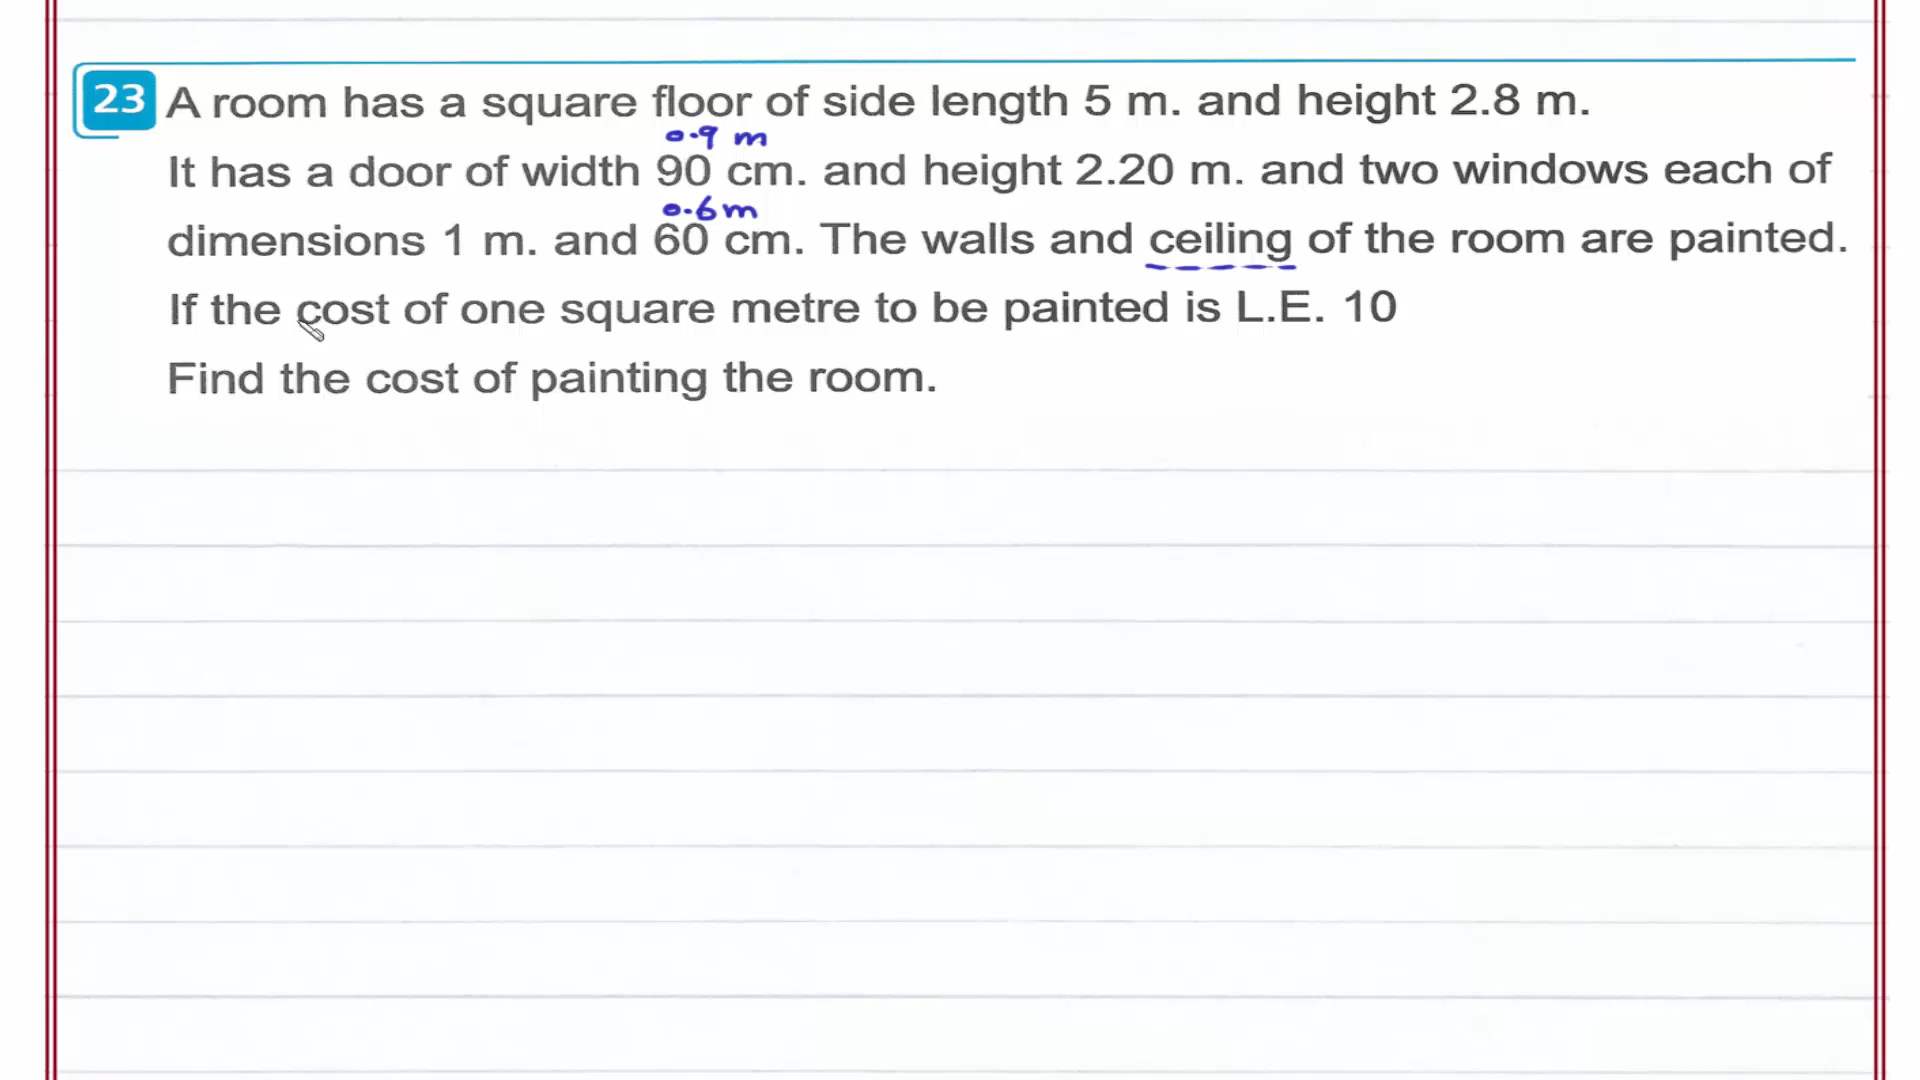 23 A room has a square floor of side length 5 m. and height 2.8 m.
0.9 m
It has a door of width 90 cm. and height 2.20 m. and two windows each of
0.6 m
dimensions 1 m. and 60 cm. The walls and ceiling of the room are painted.
If the cost of one square metre to be painted is L.E. 10
Find the cost of painting the room.